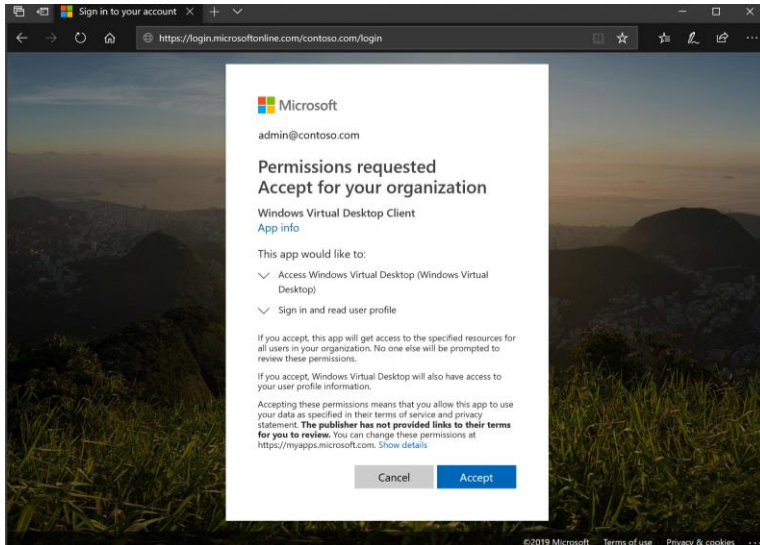 Sign in to your account
https://login.microsoftonline.com/contoso.com/login
Microsoft
admin@contoso.com
Permissions requested
Accept for your organization
Windows Virtual Desktop Client
App info
This app would like to:
Access Windows Virtual Desktop (Windows Virtual
Desktop)
Sign in and read user profile
If you accept, this app will get access to the specified resources for
all users in your organization. No one else will be prompted to
review these permissions.
If you accept, Windows Virtual Desktop will also have access to
your user profile information.
Accepting these permissions means that you allow this app to use
your data as specified in their terms of service and privacy
statement. The publisher has not provided links to their terms
for you to review. You can change these permissions at
https://myapps.microsoft.com. Show details
Cancel Accept
©2019 Microsoft Terms of use Privacy & cookies ...